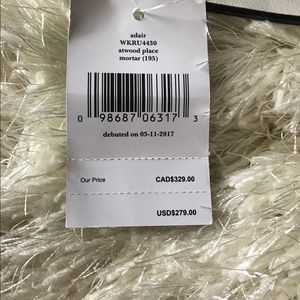 adair
WKRU4450
atwood place
mortar (195)
0 98687 06317 3
debuted on 03-11-2017
Our Price CAD$329.00
USD$279.00